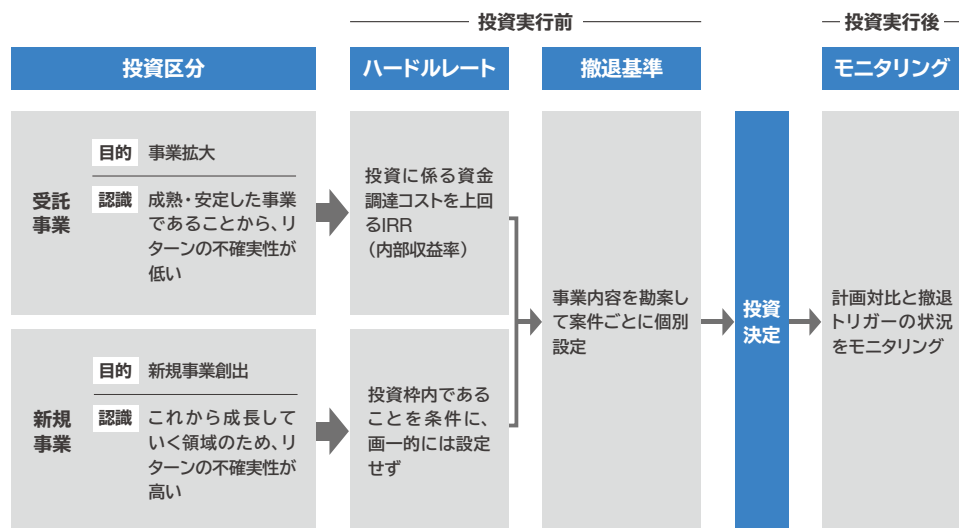 投資実行前
投資実行後
投資区分
ハードルレート
撤退基準
モニタリング
受託
事業
目的 事業拡大
認識 成熟・安定した事業
であることから、リ
ターンの不確実性が
低い
投資に係る資金
調達コストを上回
るIRR
（内部収益率）
新規
事業
目的 新規事業創出
認識 これから成長して
いく領域のため、リ
ターンの不確実性が
高い
投資枠内である
ことを条件に、
画一的には設定
せず
事業内容を勘案し
て案件ごとに個別
設定
投資
決定
計画対比と撤退
トリガーの状況
をモニタリング